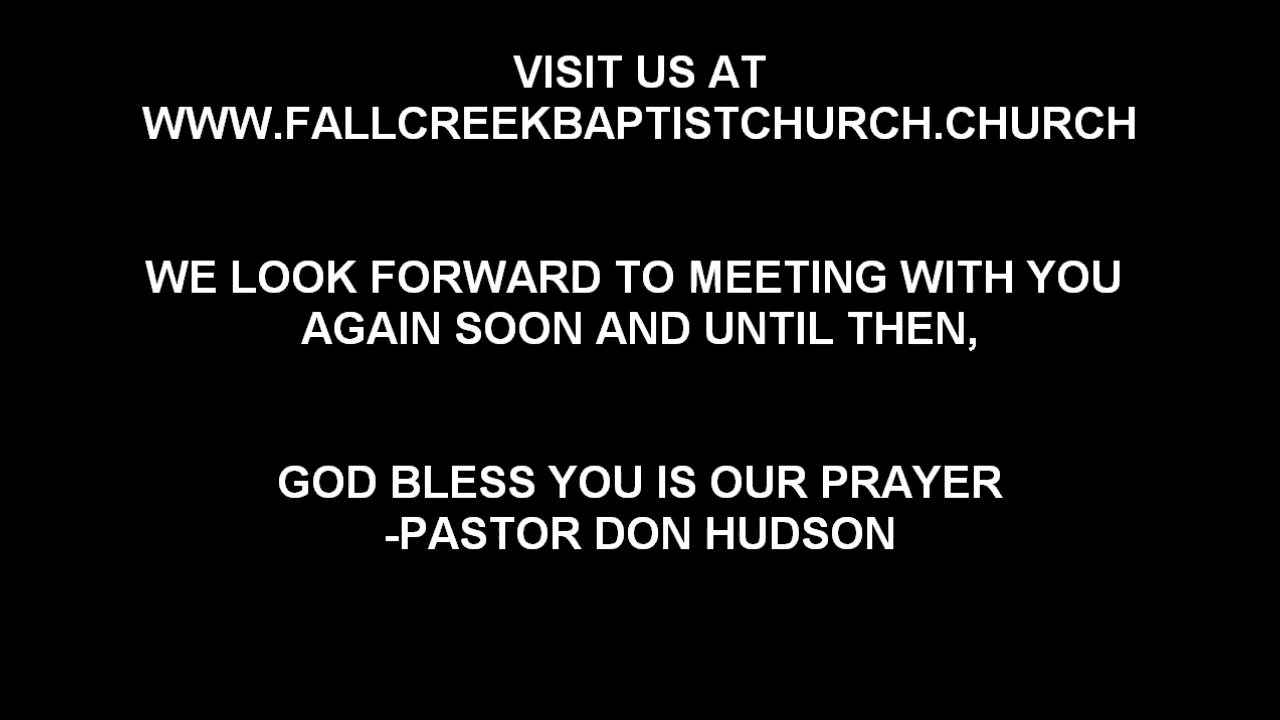 VISIT US AT
WWW.FALLCREEKBAPTISTCHURCH.CHURCH
WE LOOK FORWARD TO MEETING WITH YOU
AGAIN SOON AND UNTIL THEN,
GOD BLESS YOU IS OUR PRAYER
-PASTOR DON HUDSON